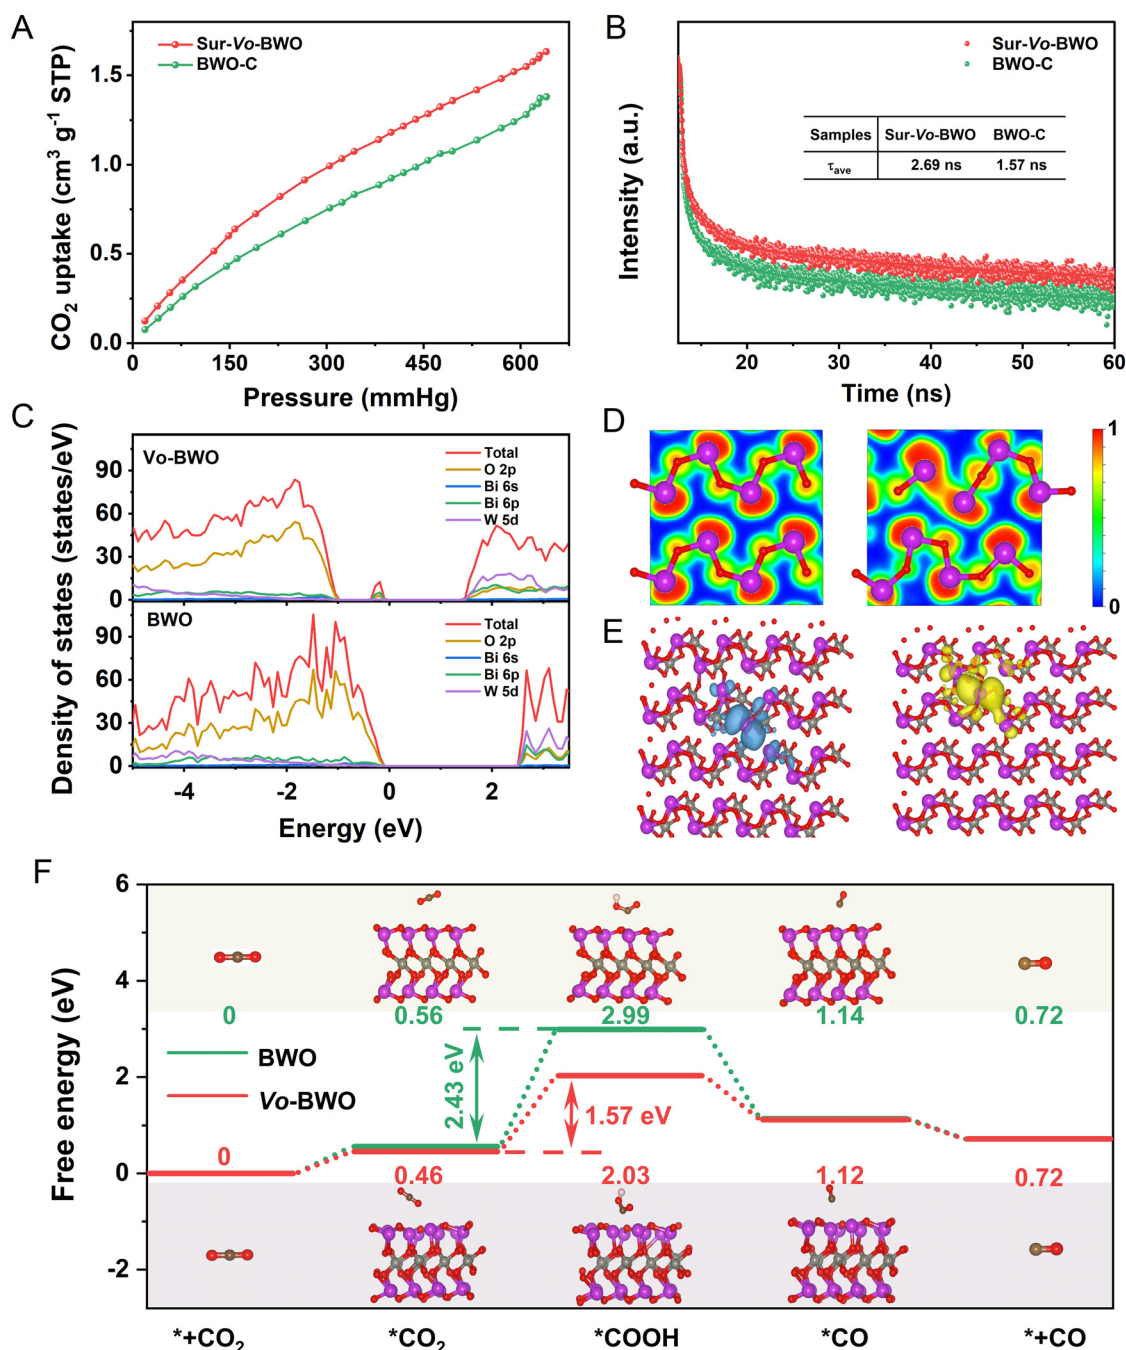 A
Sur-Vo-BWO
BWO-C
CO₂ uptake (cm³ g⁻¹ STP)
1.5
1.0
0.5
0.0
0 150 300 450 600
Pressure (mmHg)
B
Sur-Vo-BWO
BWO-C
Samples Sur-Vo-BWO BWO-C
τave 2.69 ns 1.57 ns
Intensity (a.u.)
20 30 40 50 60
Time (ns)
C
Vo-BWO
Total
O 2p
Bi 6s
Bi 6p
W 5d
90
60
30
0
BWO
Total
O 2p
Bi 6s
Bi 6p
W 5d
90
60
30
0
Density of states (states/eV)
-4 -2 0 2
Energy (eV)
D
1
0
E
F
Free energy (eV)
6
4
2
0
-2
0 0.56 2.99 1.14 0.72
BWO
Vo-BWO
2.43 eV
1.57 eV
0 0.46 2.03 1.12 0.72
*+CO₂ *CO₂ *COOH *CO *+CO